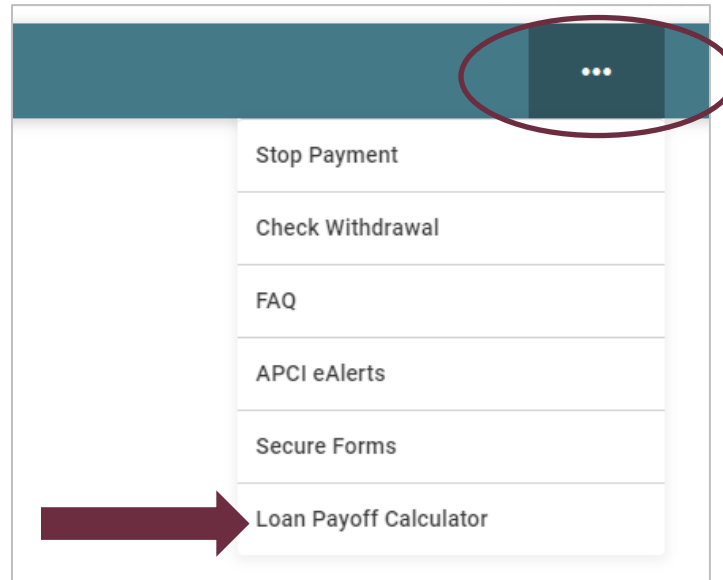 •••
Stop Payment
Check Withdrawal
FAQ
APCI eAlerts
Secure Forms
Loan Payoff Calculator